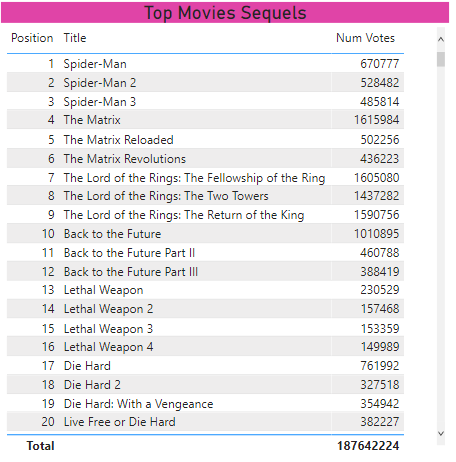 Top Movies Sequels
Position Title Num Votes
1 Spider-Man 670777
2 Spider-Man 2 528482
3 Spider-Man 3 485814
4 The Matrix 1615984
5 The Matrix Reloaded 502256
6 The Matrix Revolutions 436223
7 The Lord of the Rings: The Fellowship of the Ring 1605080
8 The Lord of the Rings: The Two Towers 1437282
9 The Lord of the Rings: The Return of the King 1590756
10 Back to the Future 1010895
11 Back to the Future Part II 460788
12 Back to the Future Part III 388419
13 Lethal Weapon 230529
14 Lethal Weapon 2 157468
15 Lethal Weapon 3 153359
16 Lethal Weapon 4 149989
17 Die Hard 761992
18 Die Hard 2 327518
19 Die Hard: With a Vengeance 354942
20 Live Free or Die Hard 382227
Total 187642224